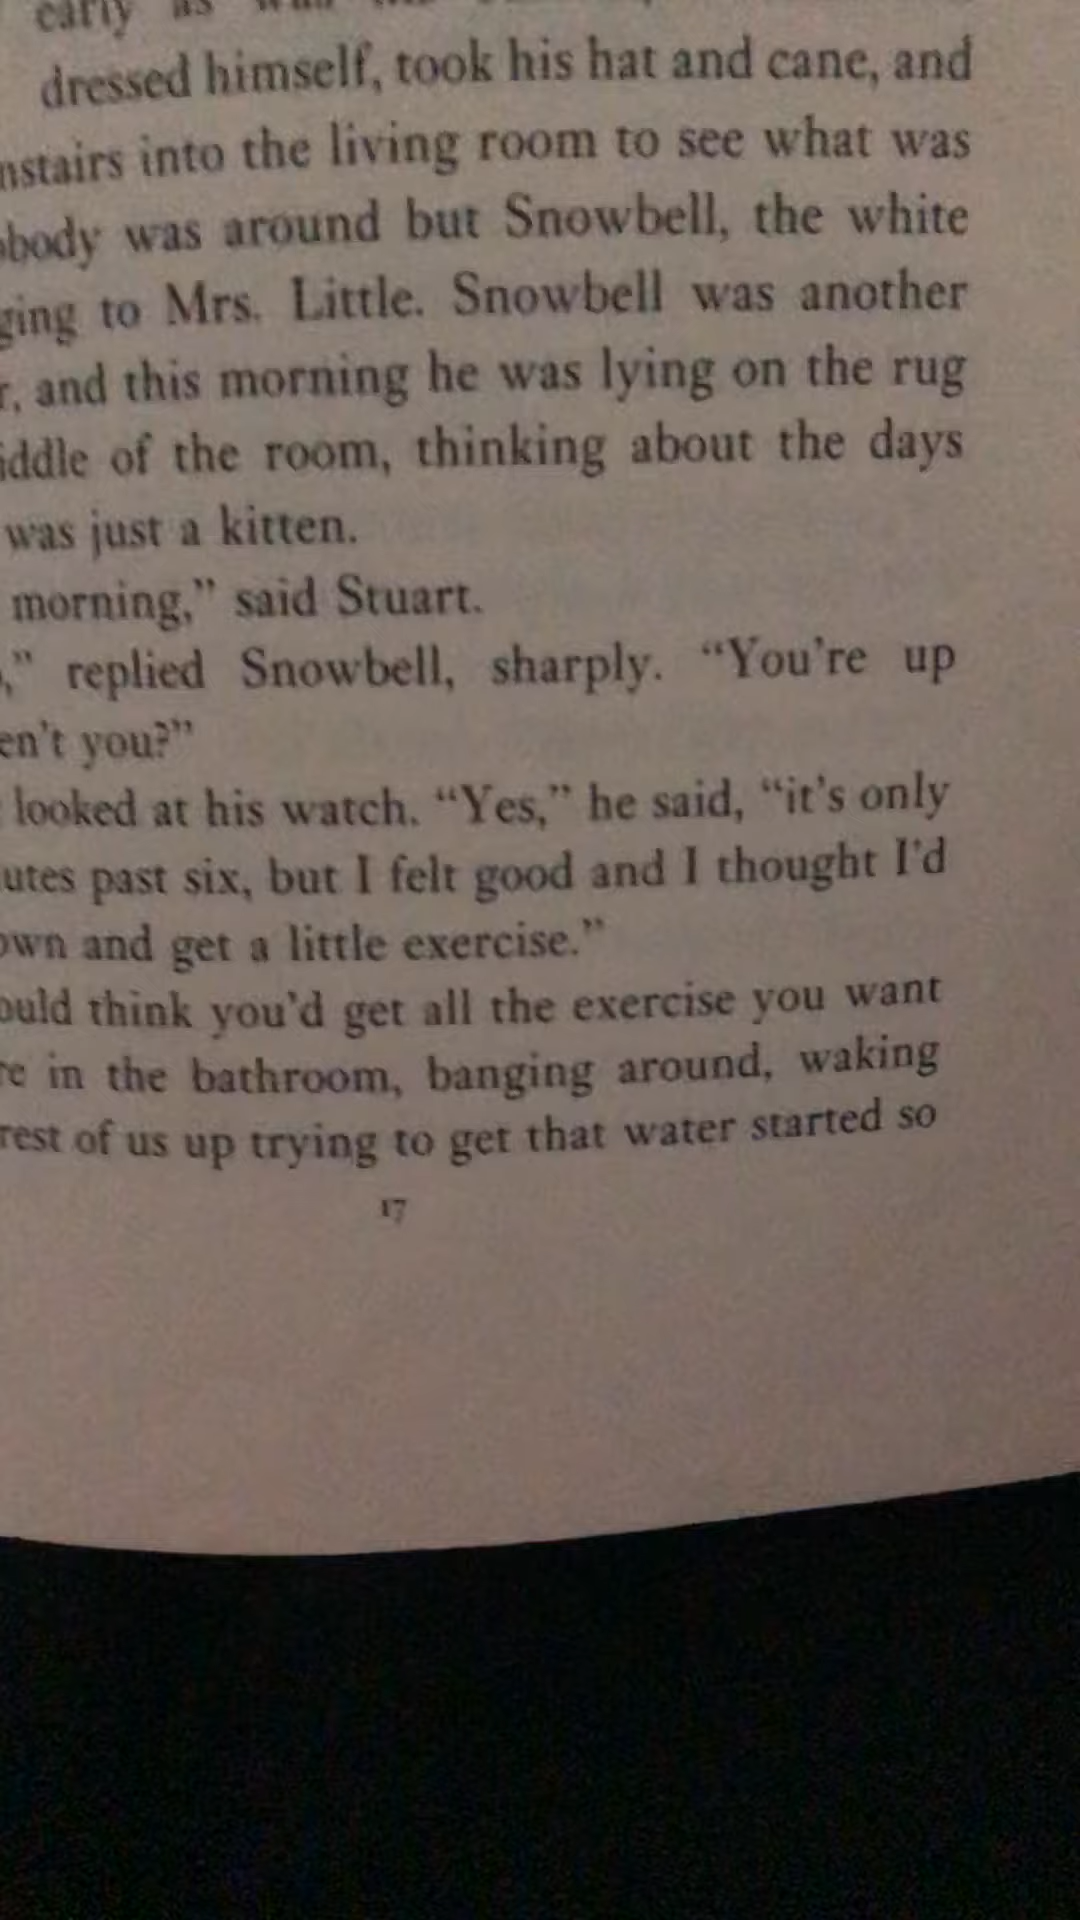 early as
dressed himself, took his hat and cane, and
nstairs into the living room to see what was
obody was around but Snowbell, the white
ging to Mrs. Little. Snowbell was another
r, and this morning he was lying on the rug
iddle of the room, thinking about the days
was just a kitten.
morning,” said Stuart.
,” replied Snowbell, sharply. “You’re up
en’t you?”
looked at his watch. “Yes,” he said, “it’s only
utes past six, but I felt good and I thought I’d
own and get a little exercise.”
ould think you’d get all the exercise you want
re in the bathroom, banging around, waking
rest of us up trying to get that water started so
17